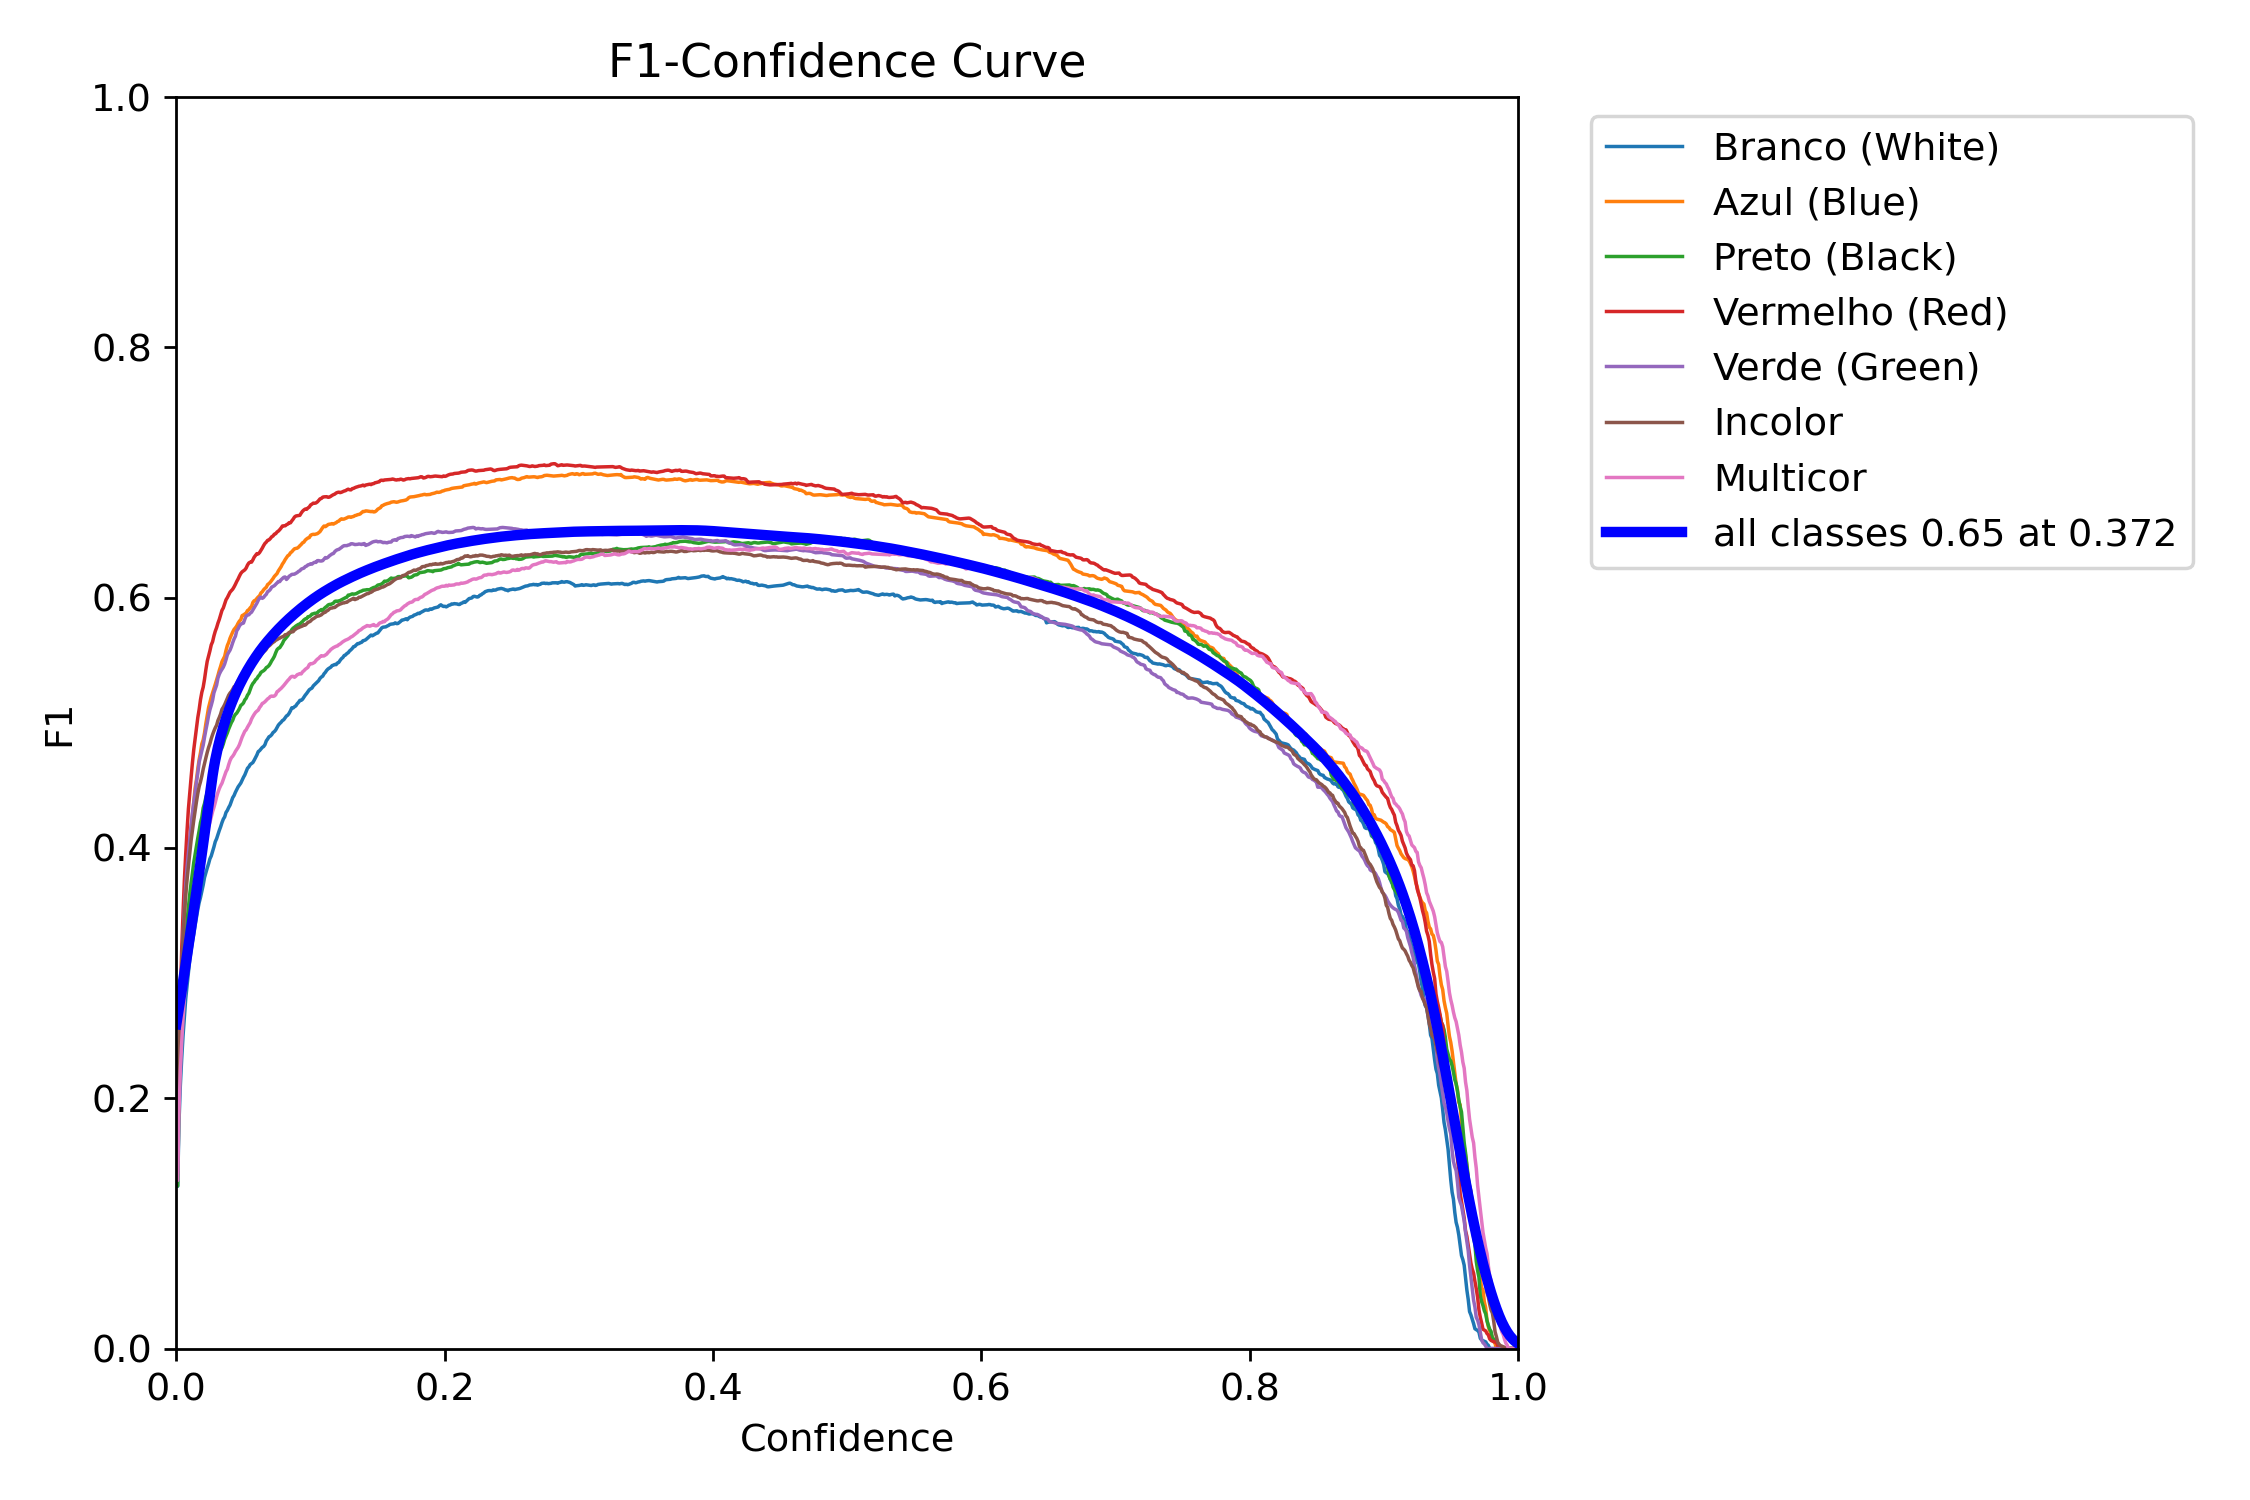 F1-Confidence Curve
1.0
0.8
0.6
0.4
0.2
0.0
F1
0.0 0.2 0.4 0.6 0.8 1.0
Confidence
Branco (White)
Azul (Blue)
Preto (Black)
Vermelho (Red)
Verde (Green)
Incolor
Multicor
all classes 0.65 at 0.372